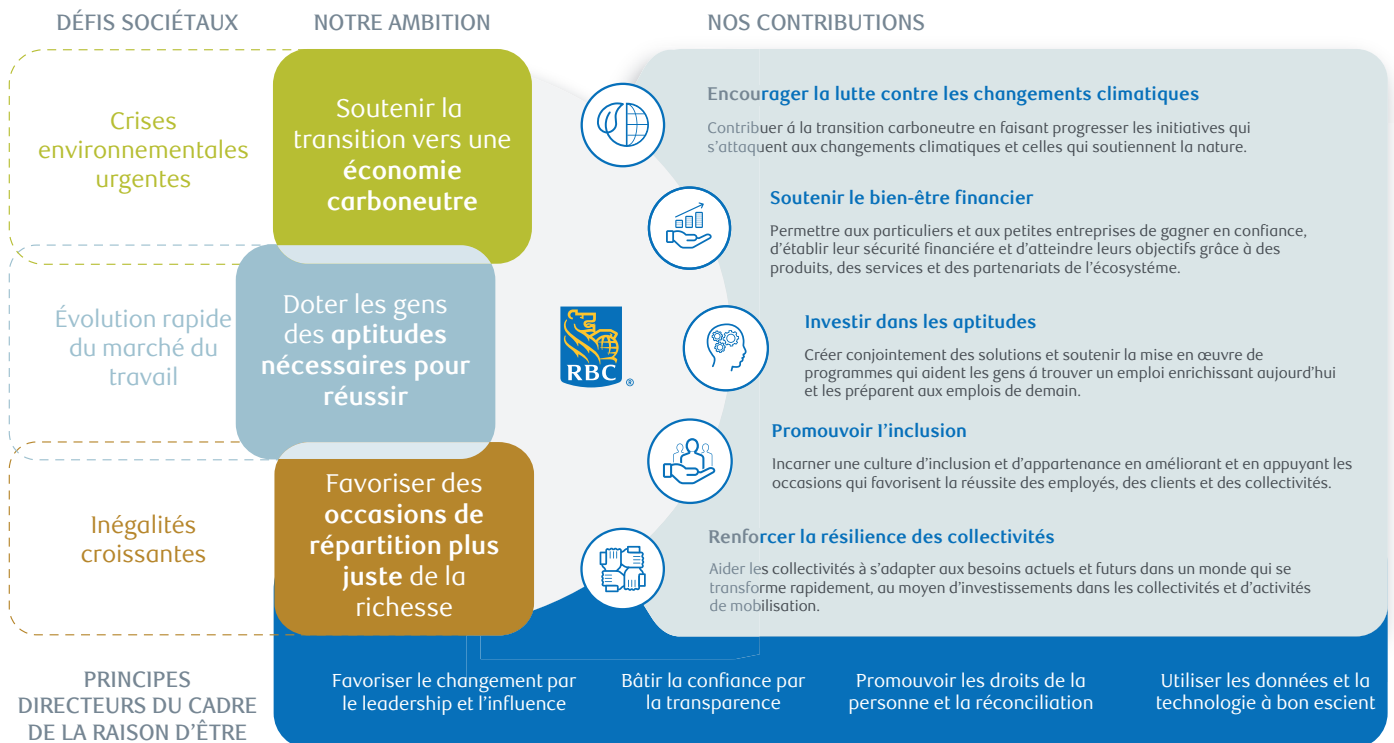 DÉFIS SOCIÉTAUX
NOTRE AMBITION
NOS CONTRIBUTIONS
Crises
environnementales
urgentes
Soutenir la
transition vers une
économie
carboneutre
Encourager la lutte contre les changements climatiques
Contribuer á la transition carboneutre en faisant progresser les initiatives qui
s’attaquent aux changements climatiques et celles qui soutiennent la nature.
Soutenir le bien-être financier
Permettre aux particuliers et aux petites entreprises de gagner en confiance,
d’établir leur sécurité financiére et d’atteindre leurs objectifs grâce à des
produits, des services et des partenariats de l’écosystéme.
Évolution rapide
du marché du
travail
Doter les gens
des aptitudes
nécessaires pour
réussir
RBC
®
Investir dans les aptitudes
Créer conjointement des solutions et soutenir la mise en œuvre de
programmes qui aident les gens á trouver un emploi enrichissant aujourd’hui
et les préparent aux emplois de demain.
Promouvoir I’inclusion
Incarner une culture d’inclusion et d’appartenance en améliorant et en appuyant les
occasions qui favorisent la réussite des employés, des clients et des collectivités.
Inégalités
croissantes
Favoriser des
occasions de
répartition plus
juste de la
richesse
Renforcer la résilience des collectivités
Aider les collectivités à s’adapter aux besoins actuels et futurs dans un monde qui se
transforme rapidement, au moyen d’investissements dans les collectivités et d’activités
de mobilisation.
PRINCIPES
DIRECTEURS DU CADRE
DE LA RAISON D’ÊTRE
Favoriser le changement par
le leadership et l’influence
Bâtir la confiance par
la transparence
Promouvoir les droits de la
personne et la réconciliation
Utiliser les données et la
technologie à bon escient